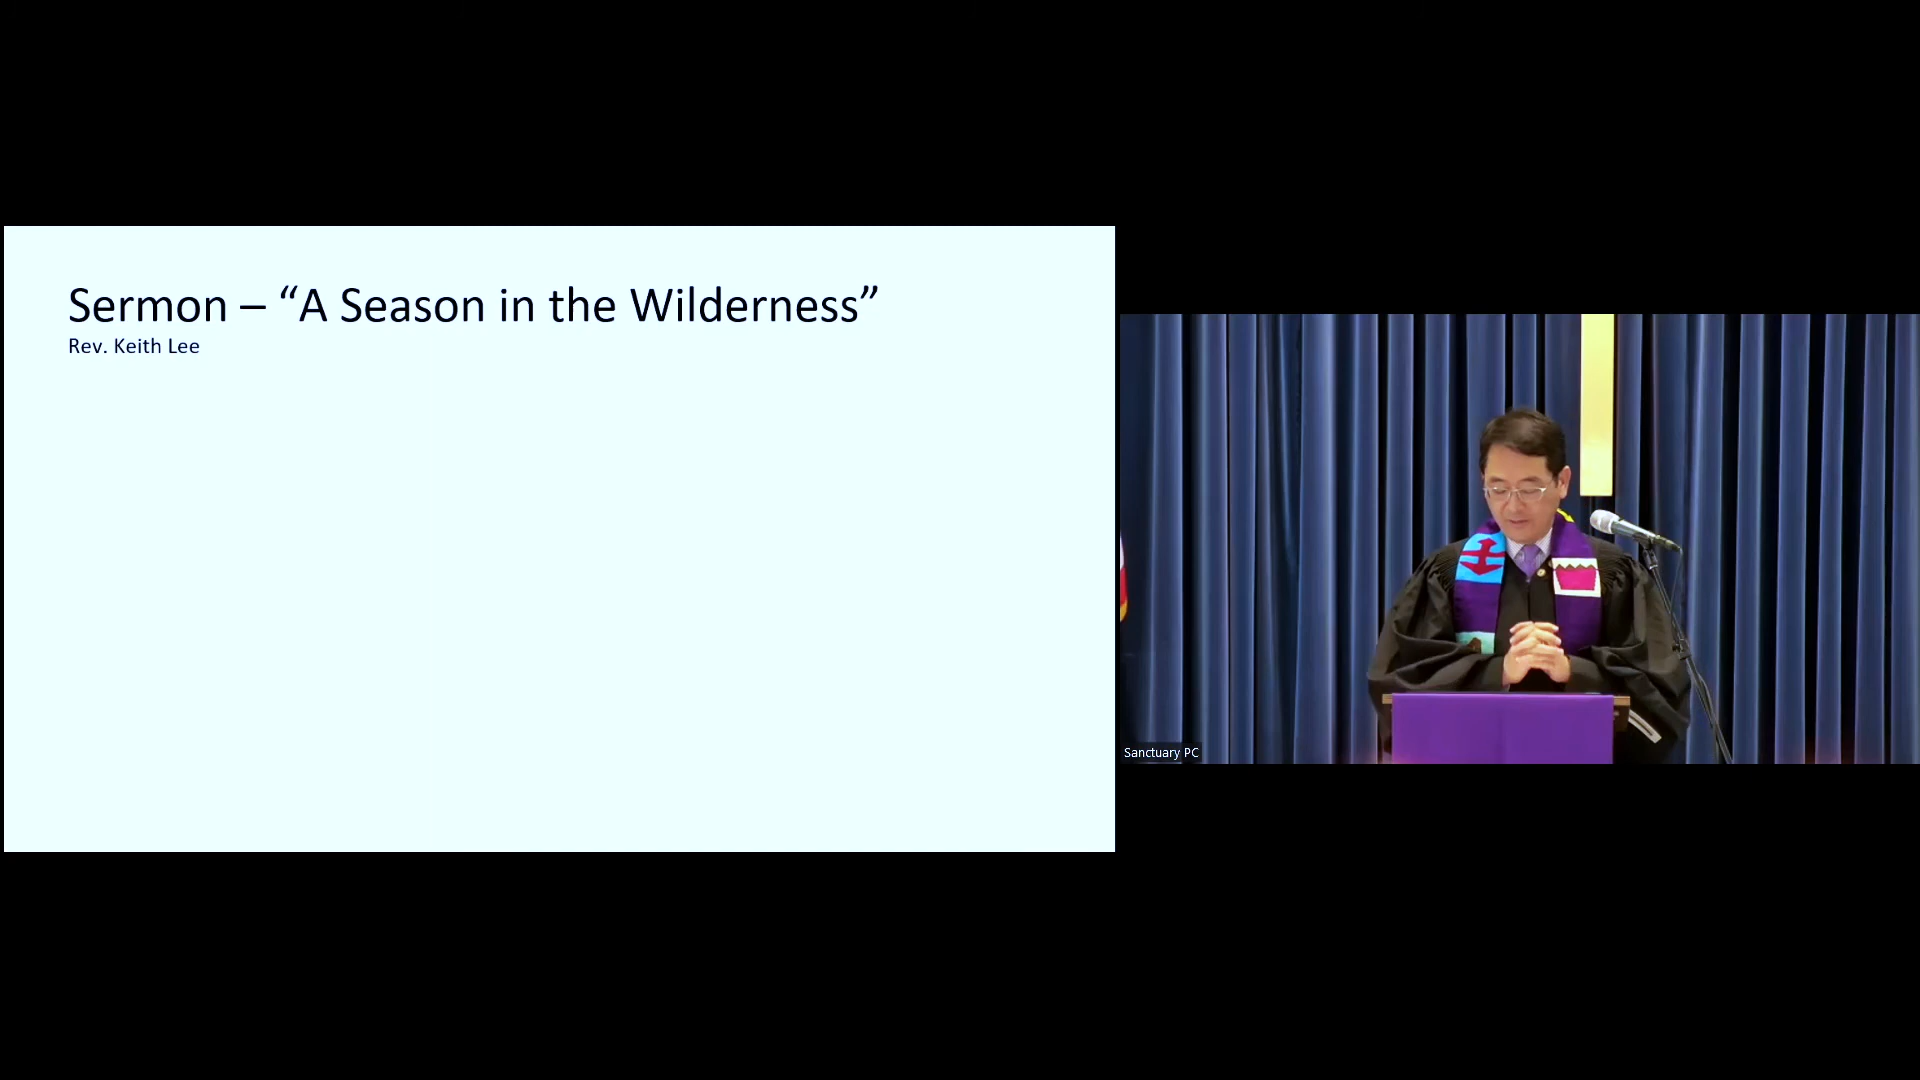 Sermon – “A Season in the Wilderness”
Rev. Keith Lee
Sanctuary PC